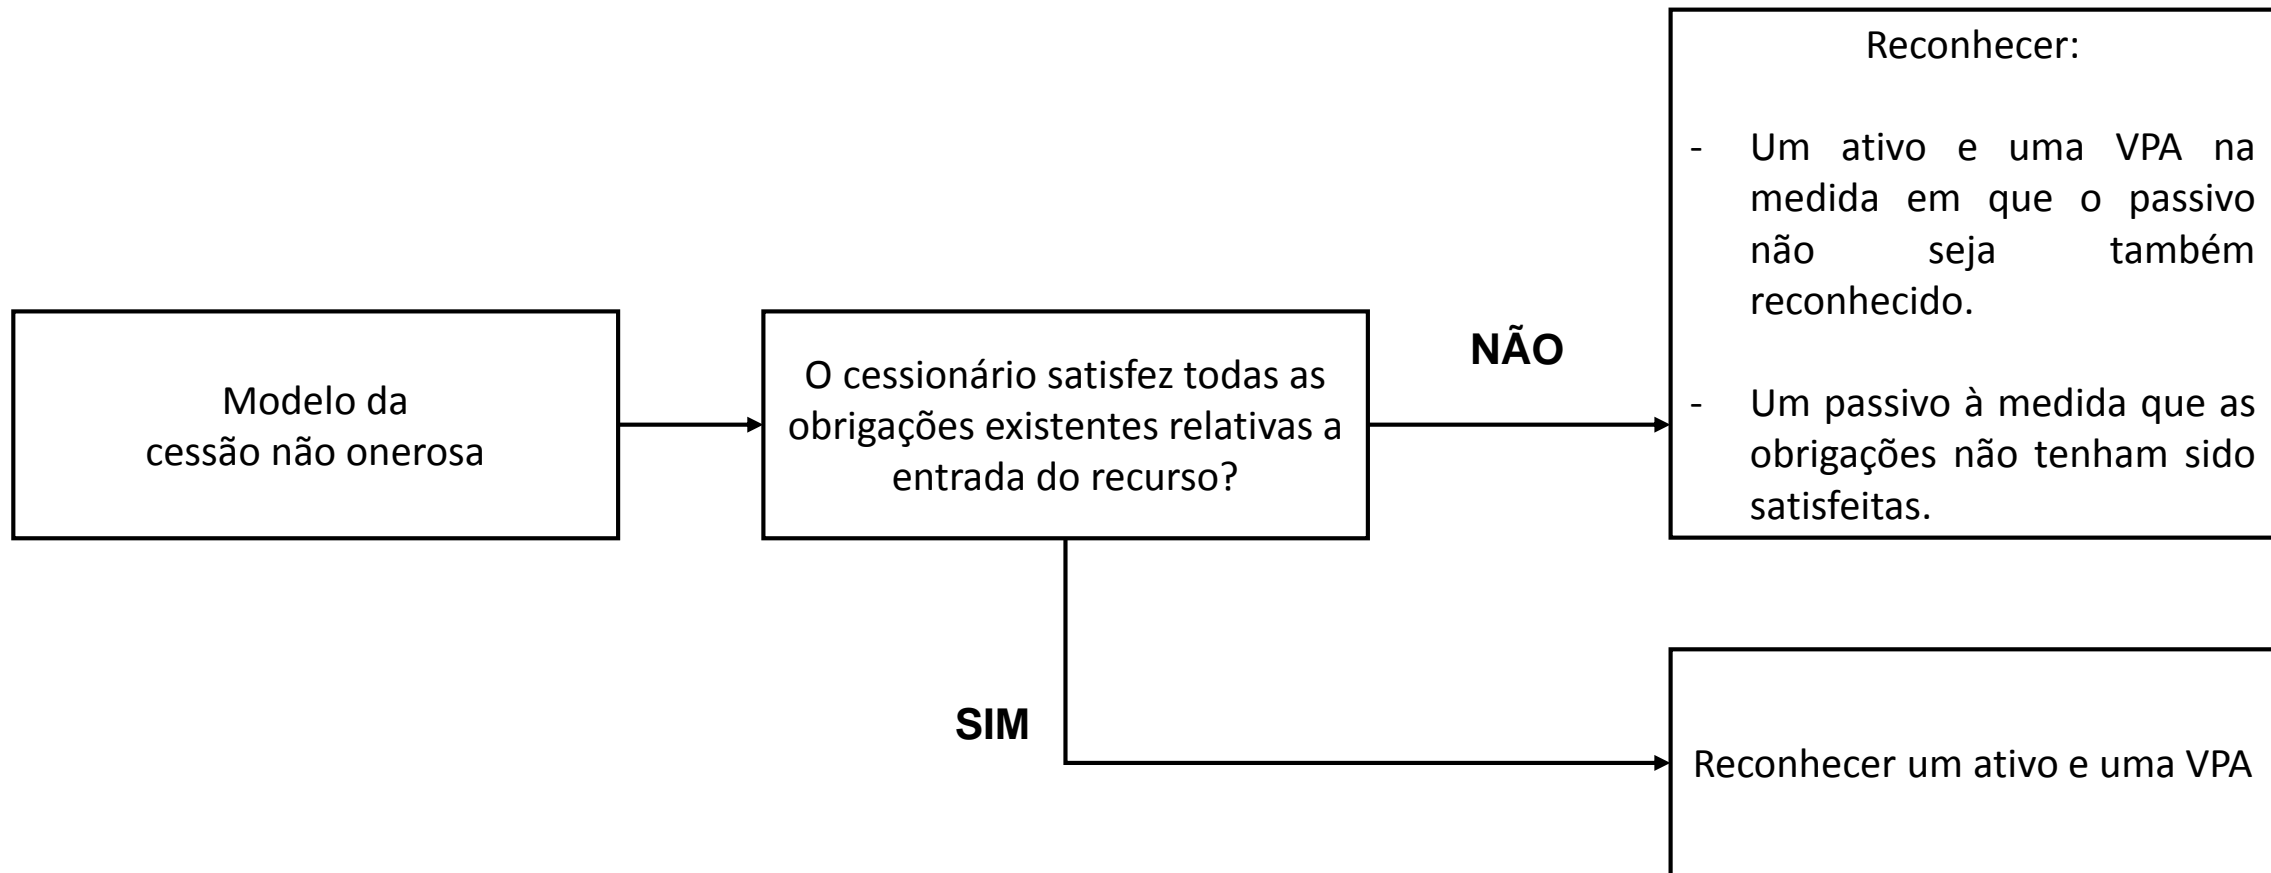 Modelo da
cessão não onerosa
O cessionário satisfez todas as
obrigações existentes relativas a
entrada do recurso?
NÃO
Reconhecer:
- Um ativo e uma VPA na
medida em que o passivo
não seja também
reconhecido.
- Um passivo à medida que as
obrigações não tenham sido
satisfeitas.
SIM
Reconhecer um ativo e uma VPA